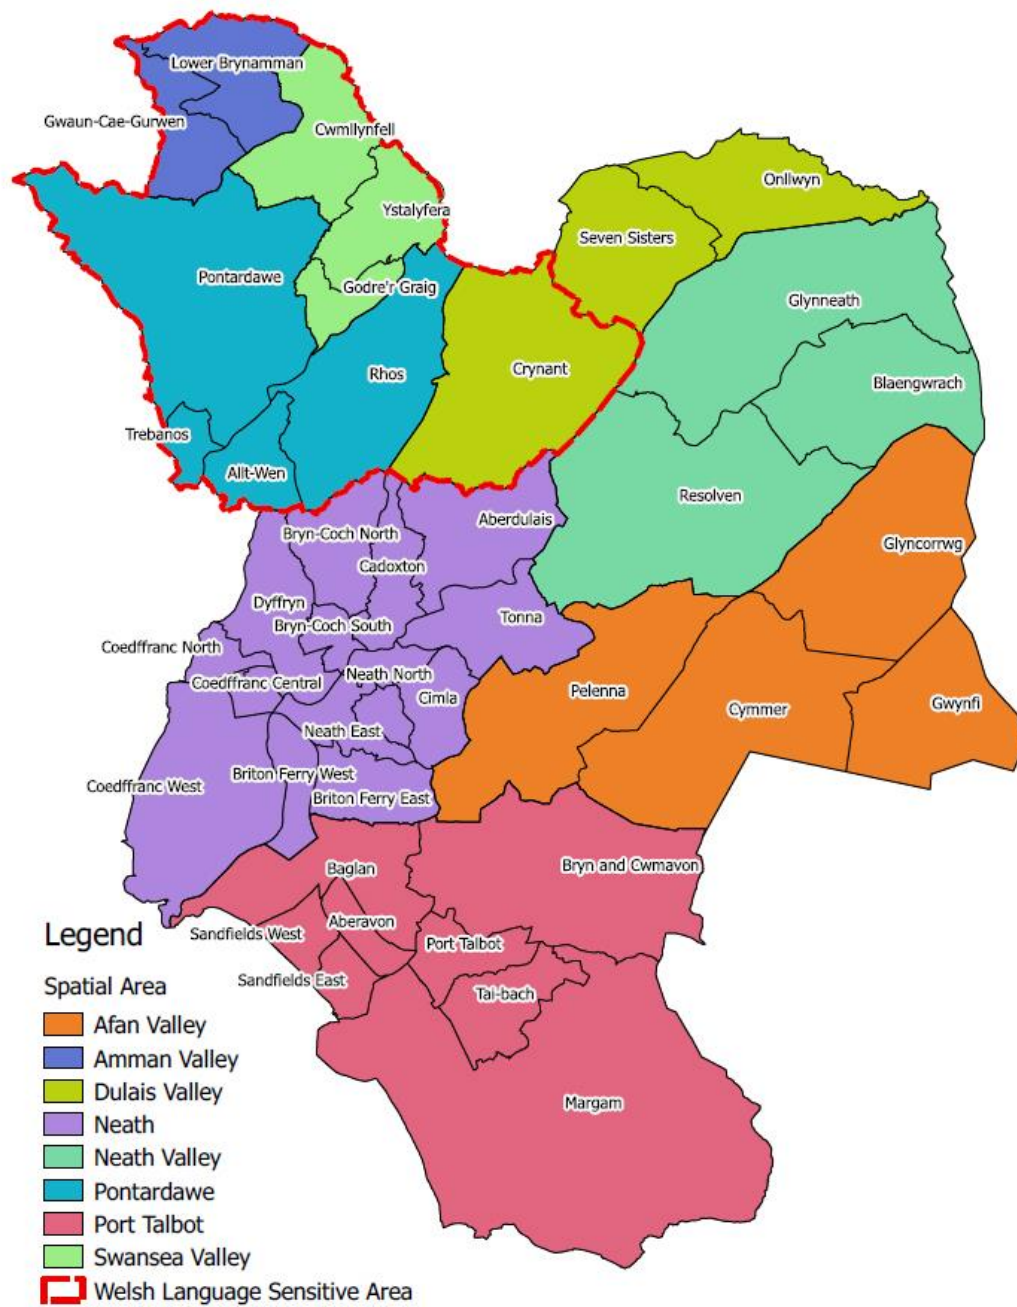 Lower Brynamman
Gwaun-Cae-Gurwen
Cwmllynfell
Onllwyn
Ystalyfera
Seven Sisters
Pontardawe
Godre'r Graig
Glynneath
Rhos
Crynant
Blaengwrach
Trebanos
Allt-Wen
Resolven
Aberdulais
Bryn-Coch North
Glyncorrwg
Cadoxton
Dyffryn
Tonna
Bryn-Coch South
Coedffranc North
Neath North
Coedffranc Central
Pelenna
Cimla
Gwynfi
Cymmer
Neath East
Briton Ferry West
Coedffranc West
Briton Ferry East
Bryn and Cwmavon
Baglan
Aberavon
Sandfields West
Port Talbot
Sandfields East
Tai-bach
Margam
Legend
Spatial Area
Afan Valley
Amman Valley
Dulais Valley
Neath
Neath Valley
Pontardawe
Port Talbot
Swansea Valley
Welsh Language Sensitive Area